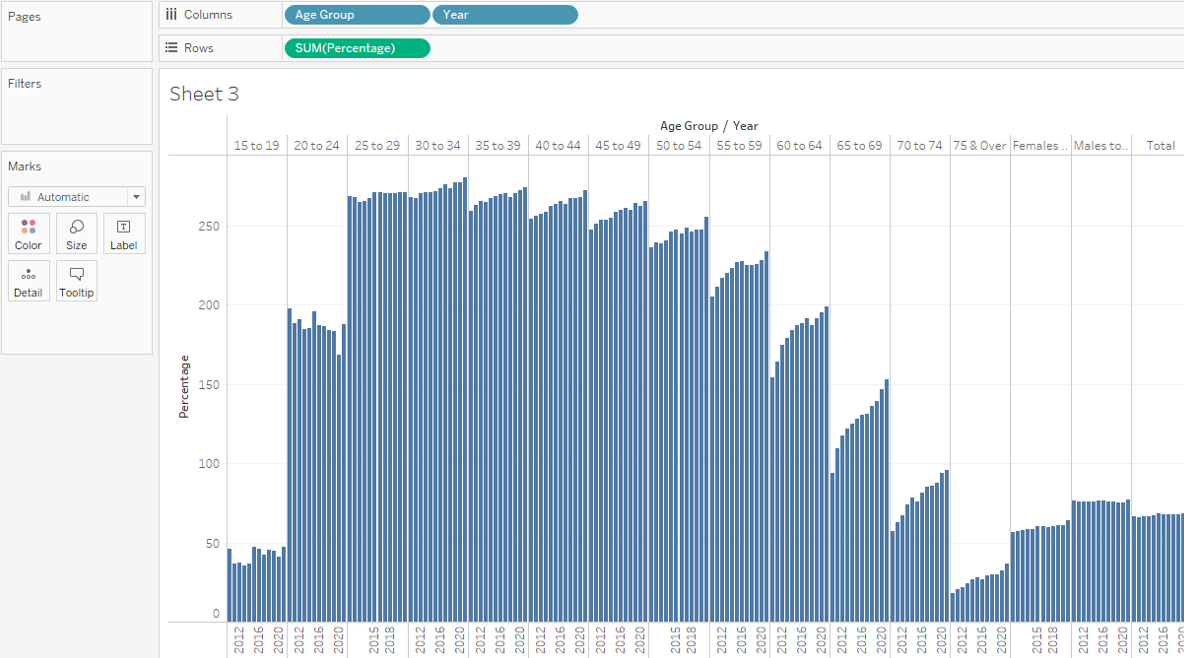 Pages
Columns
Age Group
Year
Rows
SUM(Percentage)
Filters
Marks
Automatic
Color
Size
Label
Detail
Tooltip
Sheet 3
Age Group / Year
15 to 19 20 to 24 25 to 29 30 to 34 35 to 39 40 to 44 45 to 49 50 to 54 55 to 59 60 to 64 65 to 69 70 to 74 75 & Over Females .. Males to.. Total
Percentage
250
200
150
100
50
0
2012 2016 2020 2012 2016 2020 2015 2018 2012 2016 2020 2012 2016 2020 2012 2016 2020 2012 2016 2020 2015 2018 2012 2016 2020 2012 2016 2020 2012 2016 2020 2012 2016 2020 2012 2016 2020 2015 2018 2012 2016 2020 2012 2016